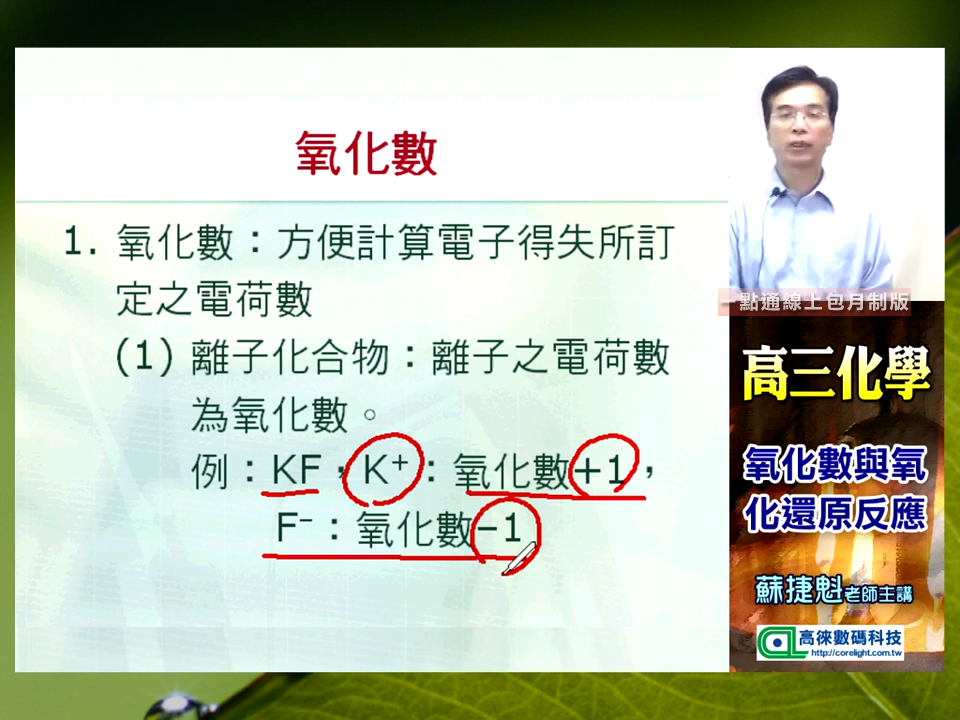 氧化數
1. 氧化數：方便計算電子得失所訂
定之電荷數
(1) 離子化合物：離子之電荷數
為氧化數。
例：KF，K⁺：氧化數+1，
F⁻：氧化數-1
一點通線上包月制版
高三化學
氧化數與氧
化還原反應
蘇捷魁老師主講
高徠數碼科技
http://corelight.com.tw